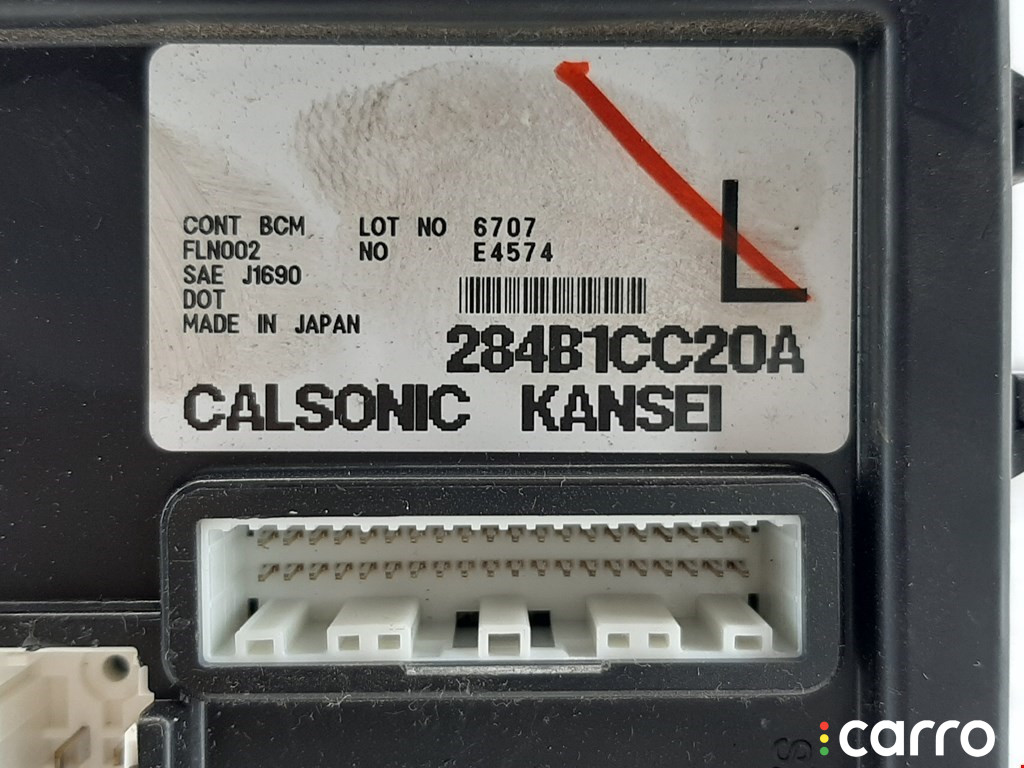 CONT BCM LOT NO 6707
FLN002 NO E4574
SAE J1690
DOT
MADE IN JAPAN
L
284B1CC20A
CALSONIC KANSEI
carro